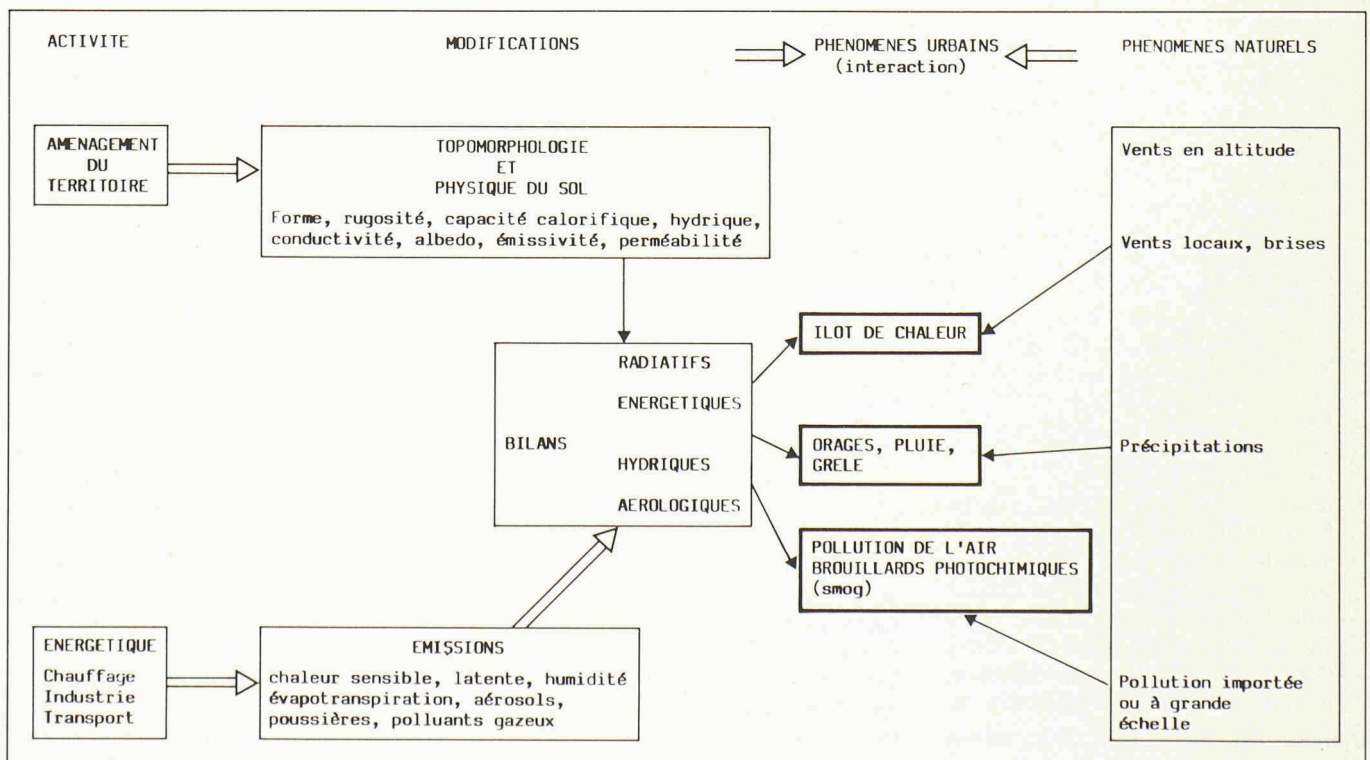 ACTIVITE
MODIFICATIONS
PHENOMENES URBAINS
(interaction)
PHENOMENES NATURELS
AMENAGEMENT
DU
TERRITOIRE
TOPOMORPHOLOGIE
ET
PHYSIQUE DU SOL
Forme, rugosité, capacité calorifique, hydrique,
conductivité, albedo, émissivité, perméabilité
Vents en altitude
Vents locaux, brises
ILOT DE CHALEUR
RADIATIFS
ENERGETIQUES
BILANS
HYDRIQUES
AEROLOGIQUES
ORAGES, PLUIE,
GRELE
Précipitations
POLLUTION DE L'AIR
BROUILLARDS PHOTOCHIMIQUES
(smog)
ENERGETIQUE
Chauffage
Industrie
Transport
EMISSIONS
chaleur sensible, latente, humidité
évapotranspiration, aérosols,
poussières, polluants gazeux
Pollution importée
ou à grande
échelle